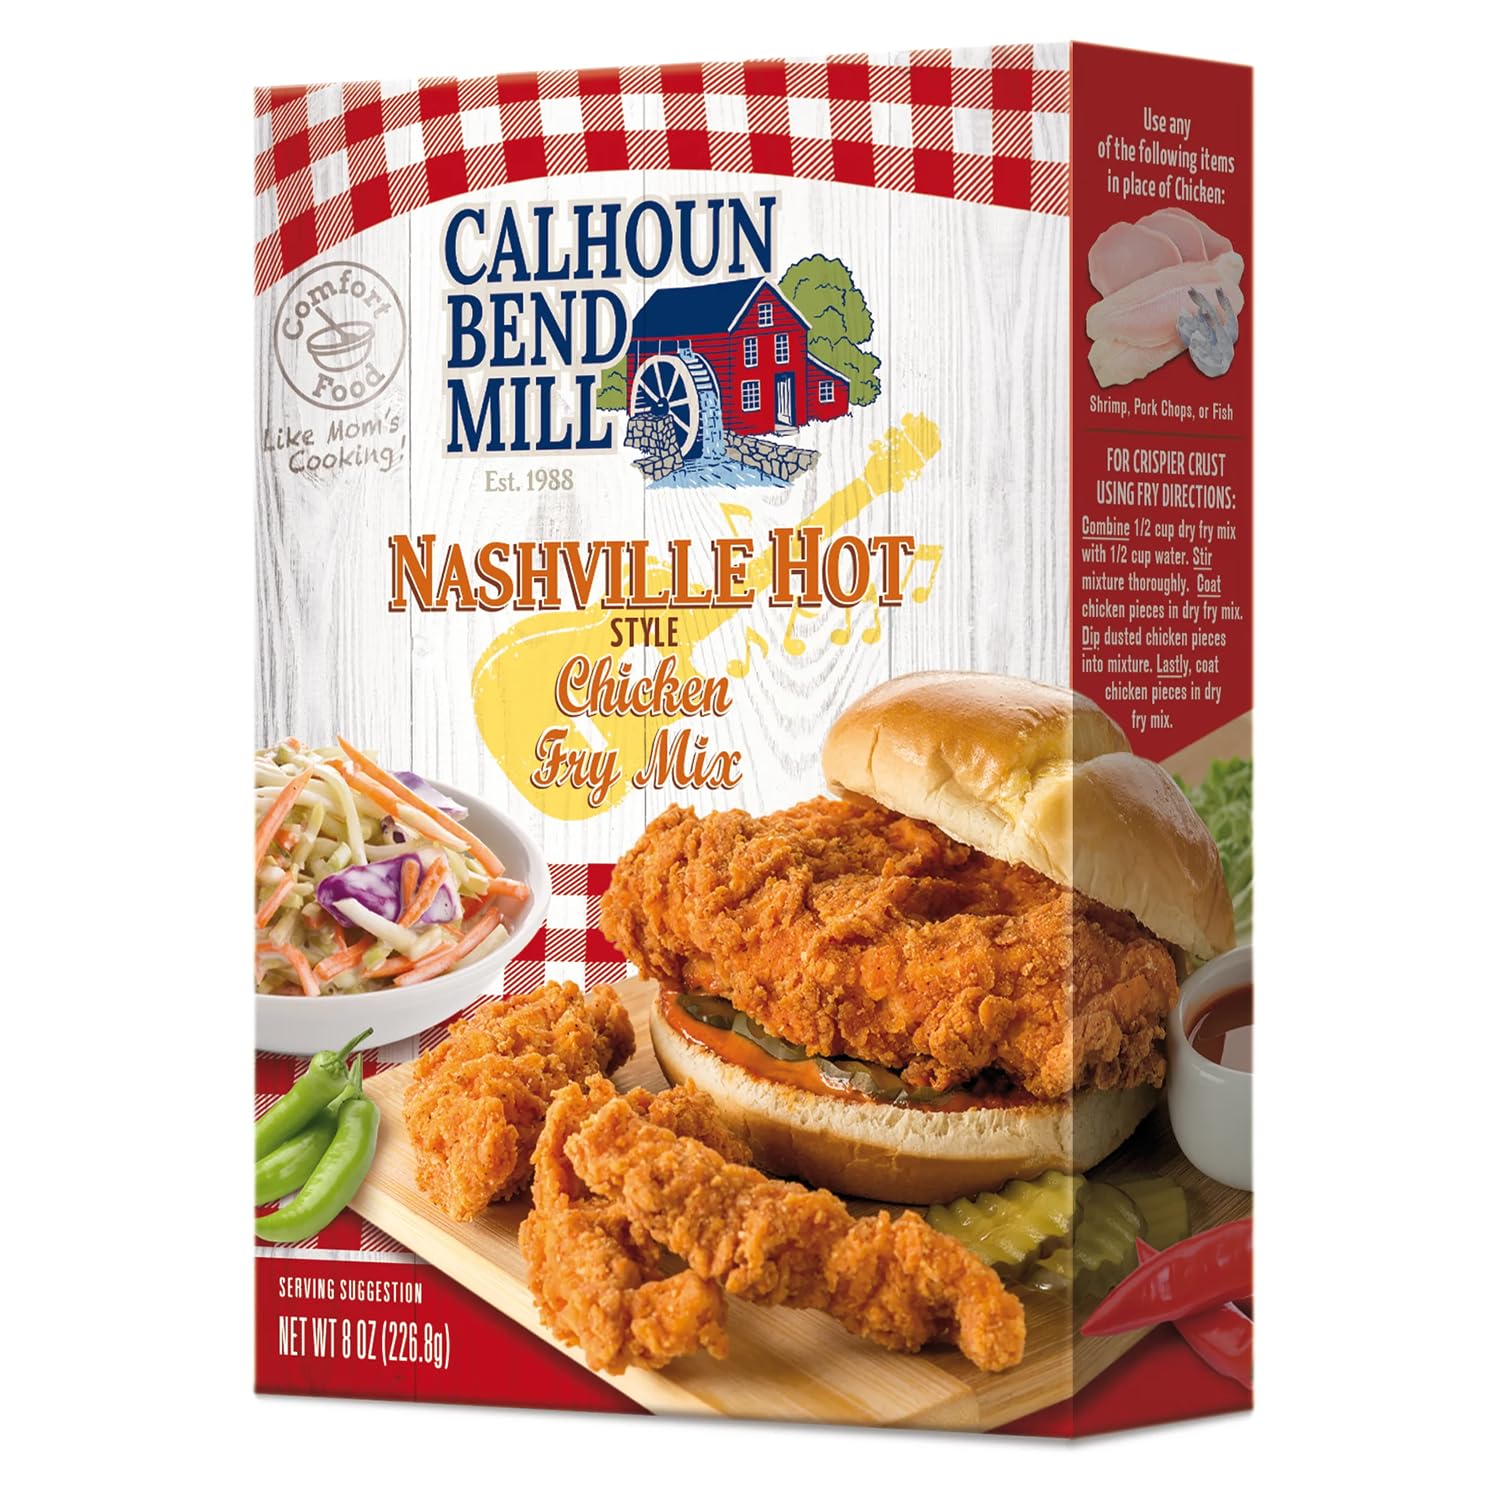 CALHOUN
BEND
MILL
Est. 1988
Comfort
Food
Like Mom's
Cooking!
NASHVILLE HOT
STYLE
Chicken
Fry Mix
SERVING SUGGESTION
NET WT 8 OZ (226.8g)
Use any
of the following items
in place of Chicken:
Shrimp, Pork Chops, or Fish
FOR CRISPIER CRUST
USING FRY DIRECTIONS:
Combine 1/2 cup dry fry mix
with 1/2 cup water. Stir
mixture thoroughly. Coat
chicken pieces in dry fry mix.
Dip dusted chicken pieces
into mixture. Lastly, coat
chicken pieces in dry
fry mix.